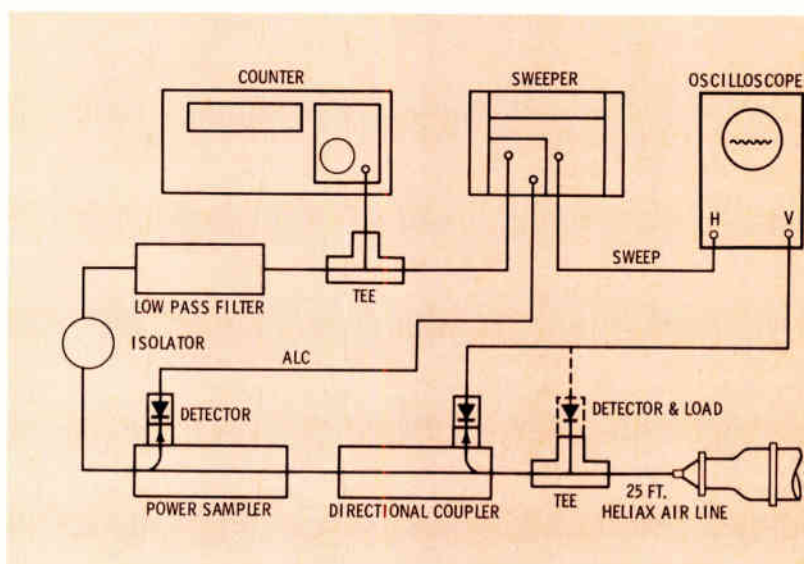 COUNTER
SWEEPER
OSCILLOSCOPE
H
V
SWEEP
TEE
LOW PASS FILTER
ISOLATOR
ALC
DETECTOR
DETECTOR & LOAD
POWER SAMPLER
DIRECTIONAL COUPLER
TEE
25 FT.
HELIAX AIR LINE